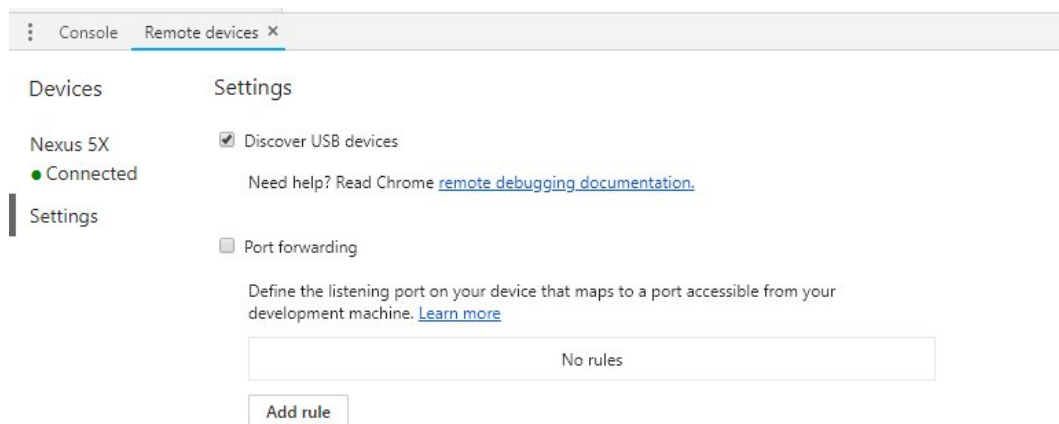 Console Remote devices ×
Devices
Nexus 5X
Connected
Settings
Settings
Discover USB devices
Need help? Read Chrome remote debugging documentation.
Port forwarding
Define the listening port on your device that maps to a port accessible from your
development machine. Learn more
No rules
Add rule